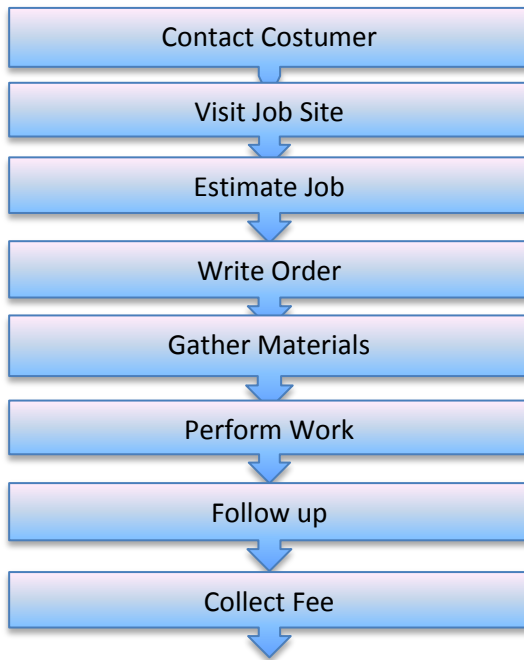 Contact Costumer
Visit Job Site
Estimate Job
Write Order
Gather Materials
Perform Work
Follow up
Collect Fee